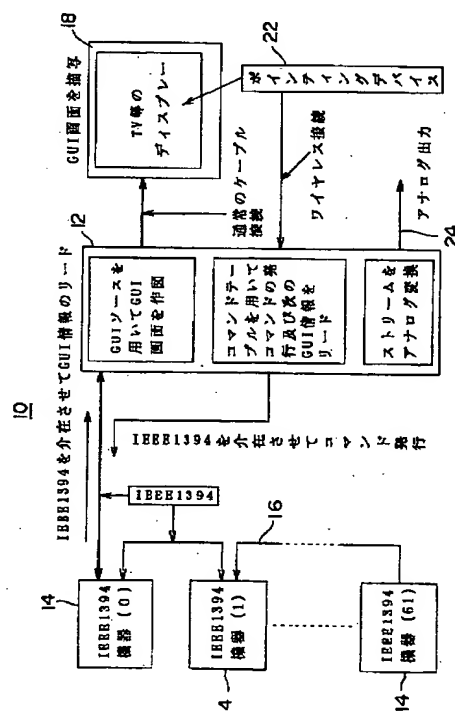 10
IEEE1394を介在させてGUI情報のリード
GUI画面を描写
18
TV等の
ディスプレー
22
ポインティングデバイス
通常のケーブル
接続
ワイヤレス接続
アナログ出力
24
12
GUIソースを
用いてGUI
画面を作図
コマンドテー
ブルを用いて
コマンドの発
行及び次の
GUI情報を
リード
ストリームを
アナログ変換
IEEE1394を介在させてコマンド発行
IEEE1394
16
14
IEEE1394
機器(0)
IEEE1394
機器(1)
4
IEEE1394
機器(61)
14